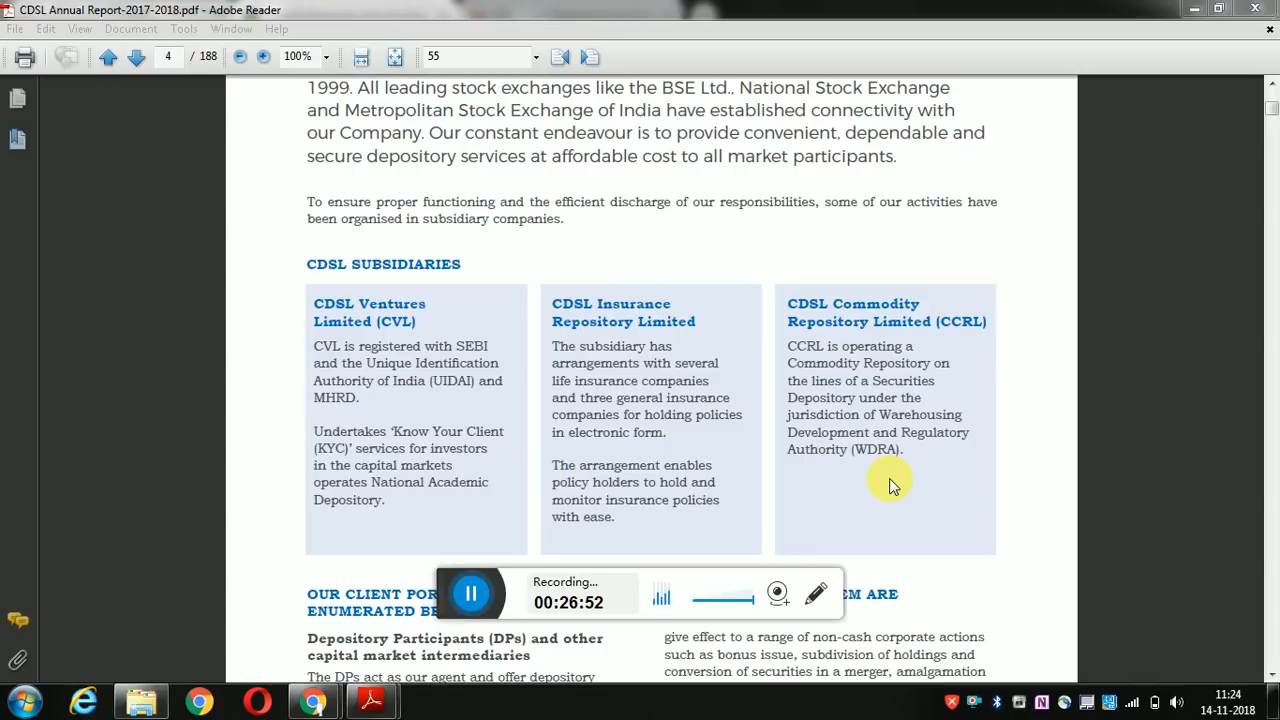 CDSL Annual Report-2017-2018.pdf - Adobe Reader
File Edit View Document Tools Window Help
4 / 188 100% 55
1999. All leading stock exchanges like the BSE Ltd., National Stock Exchange
and Metropolitan Stock Exchange of India have established connectivity with
our Company. Our constant endeavour is to provide convenient, dependable and
secure depository services at affordable cost to all market participants.
To ensure proper functioning and the efficient discharge of our responsibilities, some of our activities have
been organised in subsidiary companies.
CDSL SUBSIDIARIES
CDSL Ventures
Limited (CVL)
CVL is registered with SEBI
and the Unique Identification
Authority of India (UIDAI) and
MHRD.
Undertakes ‘Know Your Client
(KYC)’ services for investors
in the capital markets
operates National Academic
Depository.
CDSL Insurance
Repository Limited
The subsidiary has
arrangements with several
life insurance companies
and three general insurance
companies for holding policies
in electronic form.
The arrangement enables
policy holders to hold and
monitor insurance policies
with ease.
CDSL Commodity
Repository Limited (CCRL)
CCRL is operating a
Commodity Repository on
the lines of a Securities
Depository under the
jurisdiction of Warehousing
Development and Regulatory
Authority (WDRA).
OUR CLIENT POR
EM ARE
ENUMERATED BE
Recording...
00:26:52
Depository Participants (DPs) and other
capital market intermediaries
The DPs act as our agent and offer depository
give effect to a range of non-cash corporate actions
such as bonus issue, subdivision of holdings and
conversion of securities in a merger, amalgamation
11:24
14-11-2018